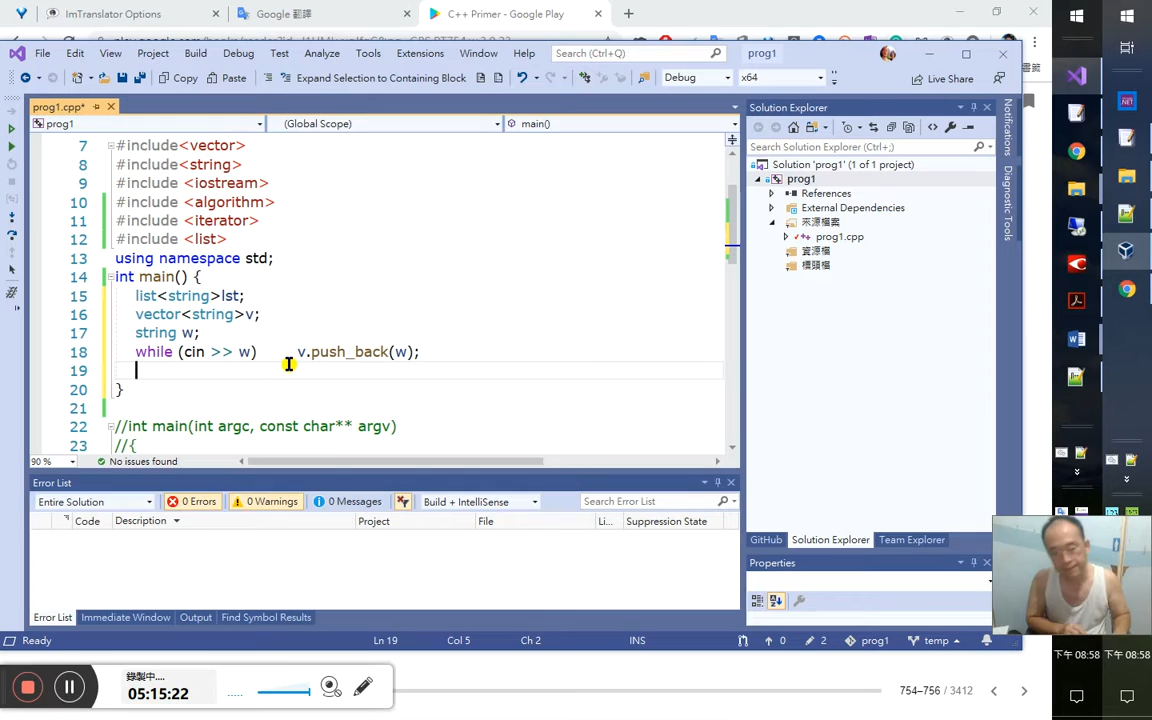 ImTranslator Options
Google 翻譯
C++ Primer - Google Play
File Edit View Project Build Debug Test Analyze Tools Extensions Window Help
Search (Ctrl+Q)
prog1
Copy Paste Expand Selection to Containing Block
Debug x64
Live Share
prog1.cpp*
prog1 (Global Scope) main()
7 #include<vector>
8 #include<string>
9 #include <iostream>
10 #include <algorithm>
11 #include <iterator>
12 #include <list>
13 using namespace std;
14 int main() {
15 list<string>lst;
16 vector<string>v;
17 string w;
18 while (cin >> w) v.push_back(w);
19
20 }
21
22 //int main(int argc, const char** argv)
23 //{
90 % No issues found
Error List
Entire Solution 0 Errors 0 Warnings 0 Messages Build + IntelliSense Search Error List
Code Description Project File Li... Suppression State
Error List Immediate Window Output Find Symbol Results
Solution Explorer
Search Solution Explorer (Ctrl+;)
Solution 'prog1' (1 of 1 project)
prog1
References
External Dependencies
來源檔案
prog1.cpp
資源檔
標頭檔
GitHub Solution Explorer Team Explorer
Properties
Notifications
Diagnostic Tools
Ready Ln 19 Col 5 Ch 2 INS 0 2 prog1 temp
錄製中...
05:15:22
754–756 / 3412
下午 08:58 下午 08:58